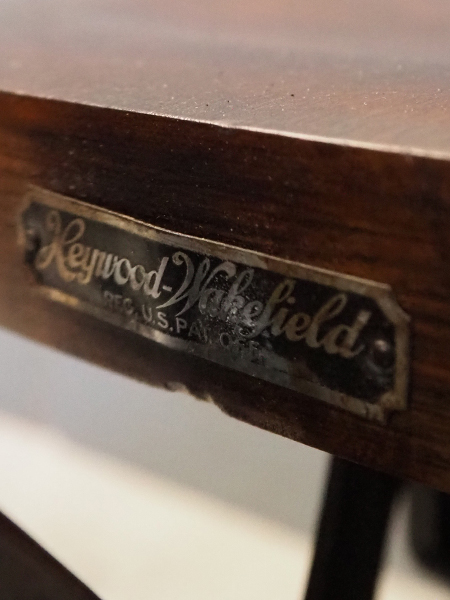 Heywood-Wakefield
REG. U.S. PAT. OFF.